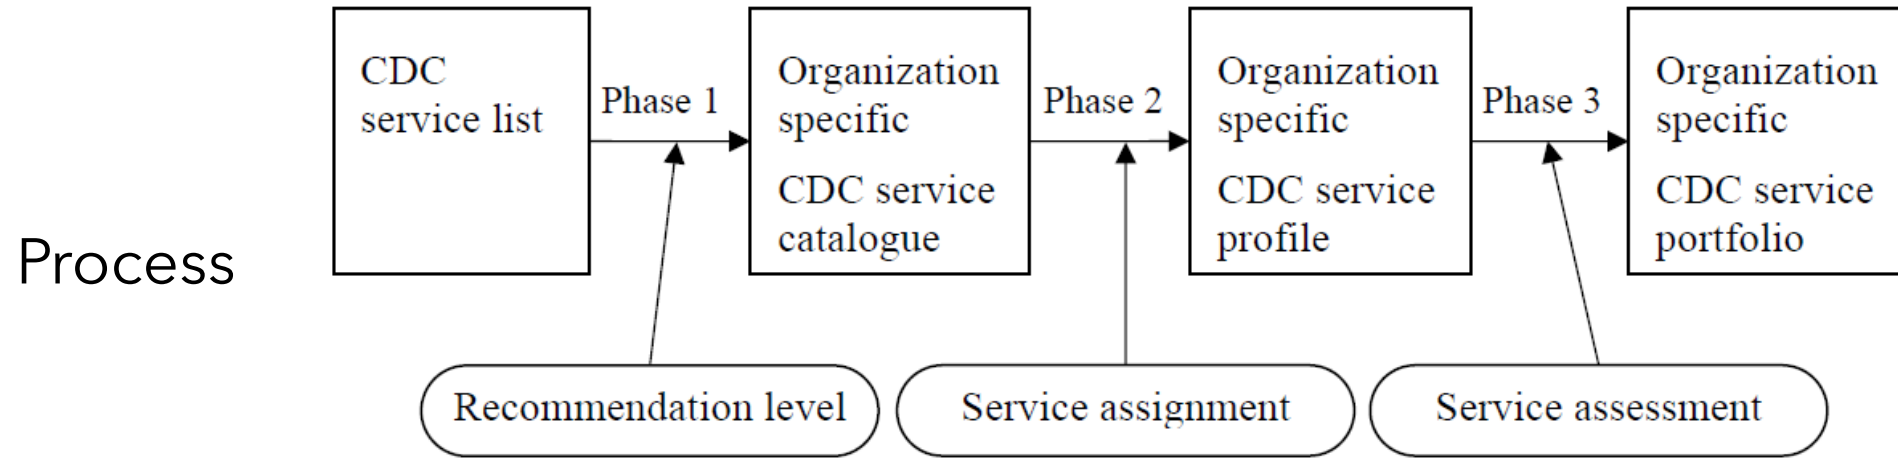 CDC
service list
Phase 1
Organization
specific
CDC service
catalogue
Phase 2
Organization
specific
CDC service
profile
Phase 3
Organization
specific
CDC service
portfolio
Process
Recommendation level
Service assignment
Service assessment